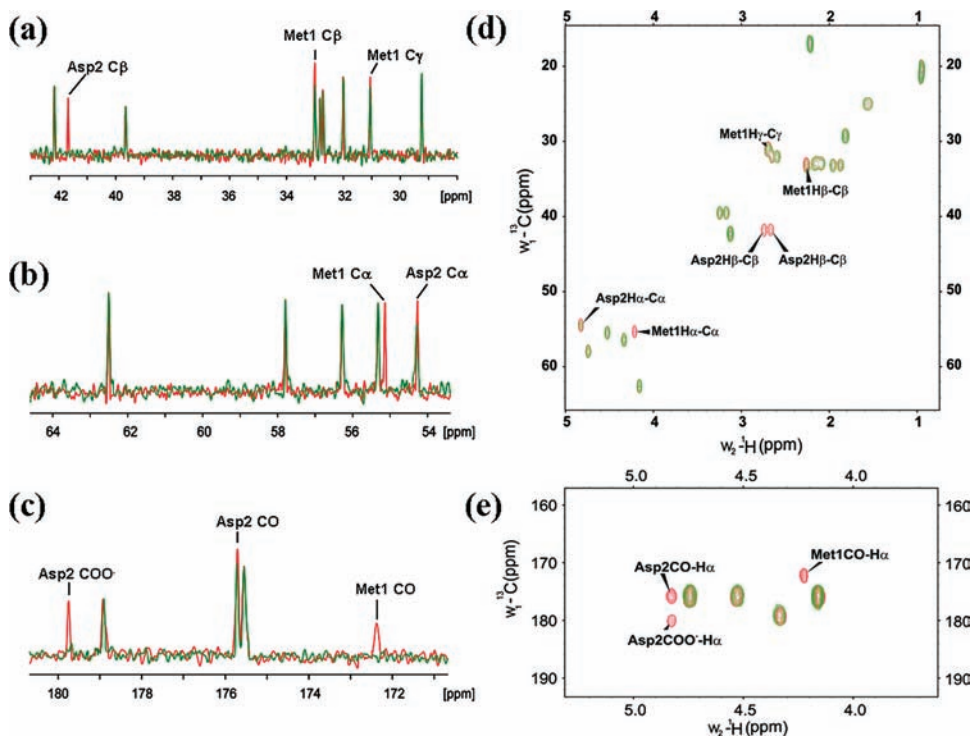 (a)
Met1 Cβ
Asp2 Cβ
Met1 Cγ
42 40 38 36 34 32 30 [ppm]
(b)
Met1 Cα
Asp2 Cα
64 62 60 58 56 54 [ppm]
(c)
Asp2 CO
Asp2 COO-
Met1 CO
180 178 176 174 172 [ppm]
(d)
5 4 3 2 1
20 20
30 30
40 40
50 50
60 60
Met1Hγ-Cγ
Met1Hβ-Cβ
Asp2Hβ-Cβ
Asp2Hβ-Cβ
Asp2Hα-Cα
Met1Hα-Cα
5 4 3 2 1
w1-13C (ppm)
w2-1H (ppm)
(e)
5.0 4.5 4.0
160 160
170 170
180 180
190 190
Met1CO-Hα
Asp2CO-Hα
Asp2COO--Hα
5.0 4.5 4.0
w1-13C (ppm)
w2-1H (ppm)